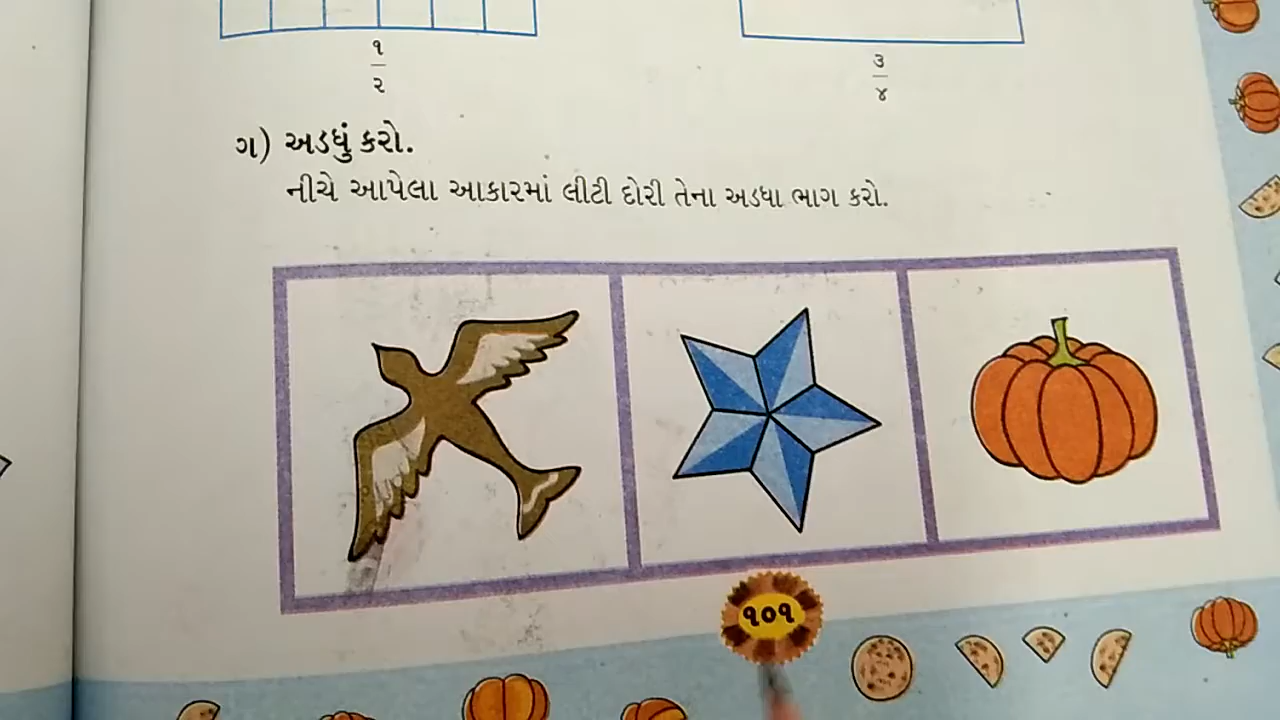 ૧
૨
૩
૪
ગ) અડધું કરો.
નીચે આપેલા આકારમાં લીટી દોરી તેના અડધા ભાગ કરો.
૧૦૧